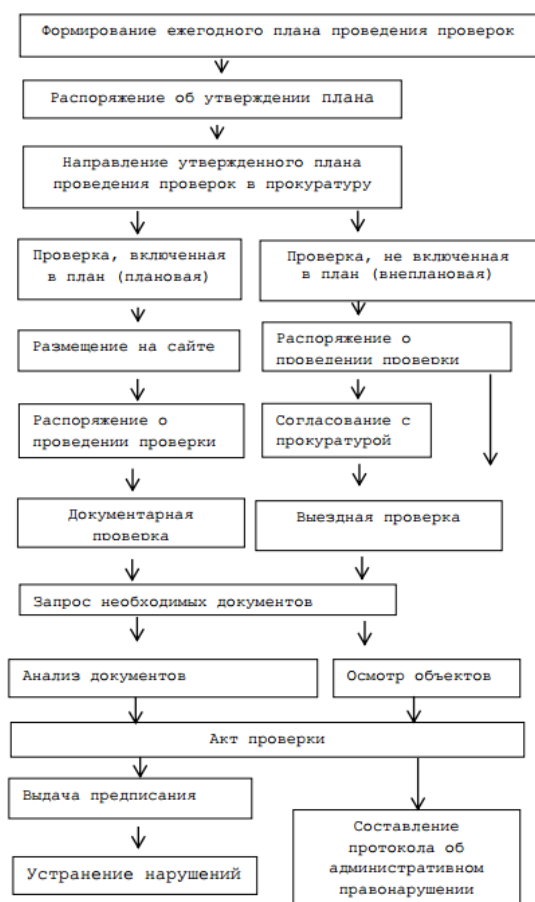 Формирование ежегодного плана проведения проверок
Распоряжение об утверждении плана
Направление утвержденного плана
проведения проверок в прокуратуру
Проверка, включенная
в план (плановая)
Проверка, не включенная
в план (внеплановая)
Размещение на сайте
Распоряжение о
проведении проверки
Распоряжение о
проведении проверки
Согласование с
прокуратурой
Документарная
проверка
Выездная проверка
Запрос необходимых документов
Анализ документов
Осмотр объектов
Акт проверки
Выдача предписания
Составление
протокола об
административном
правонарушении
Устранение нарушений